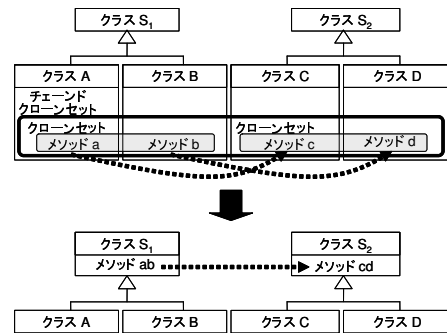 クラス S1
クラス S2
クラス A
クラス B
クラス C
クラス D
チェーンド
クローンセット
クローンセット
クローンセット
メソッド a
メソッド b
メソッド c
メソッド d
クラス S1
クラス S2
メソッド ab
メソッド cd
クラス A
クラス B
クラス C
クラス D